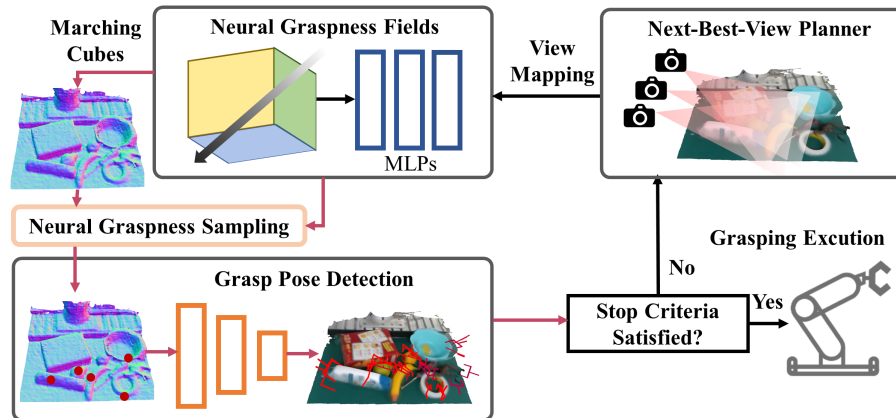 Marching
Cubes
Neural Graspness Fields
MLPs
View
Mapping
Next-Best-View Planner
Neural Graspness Sampling
Grasp Pose Detection
No
Grasping Excution
Stop Criteria
Satisfied?
Yes